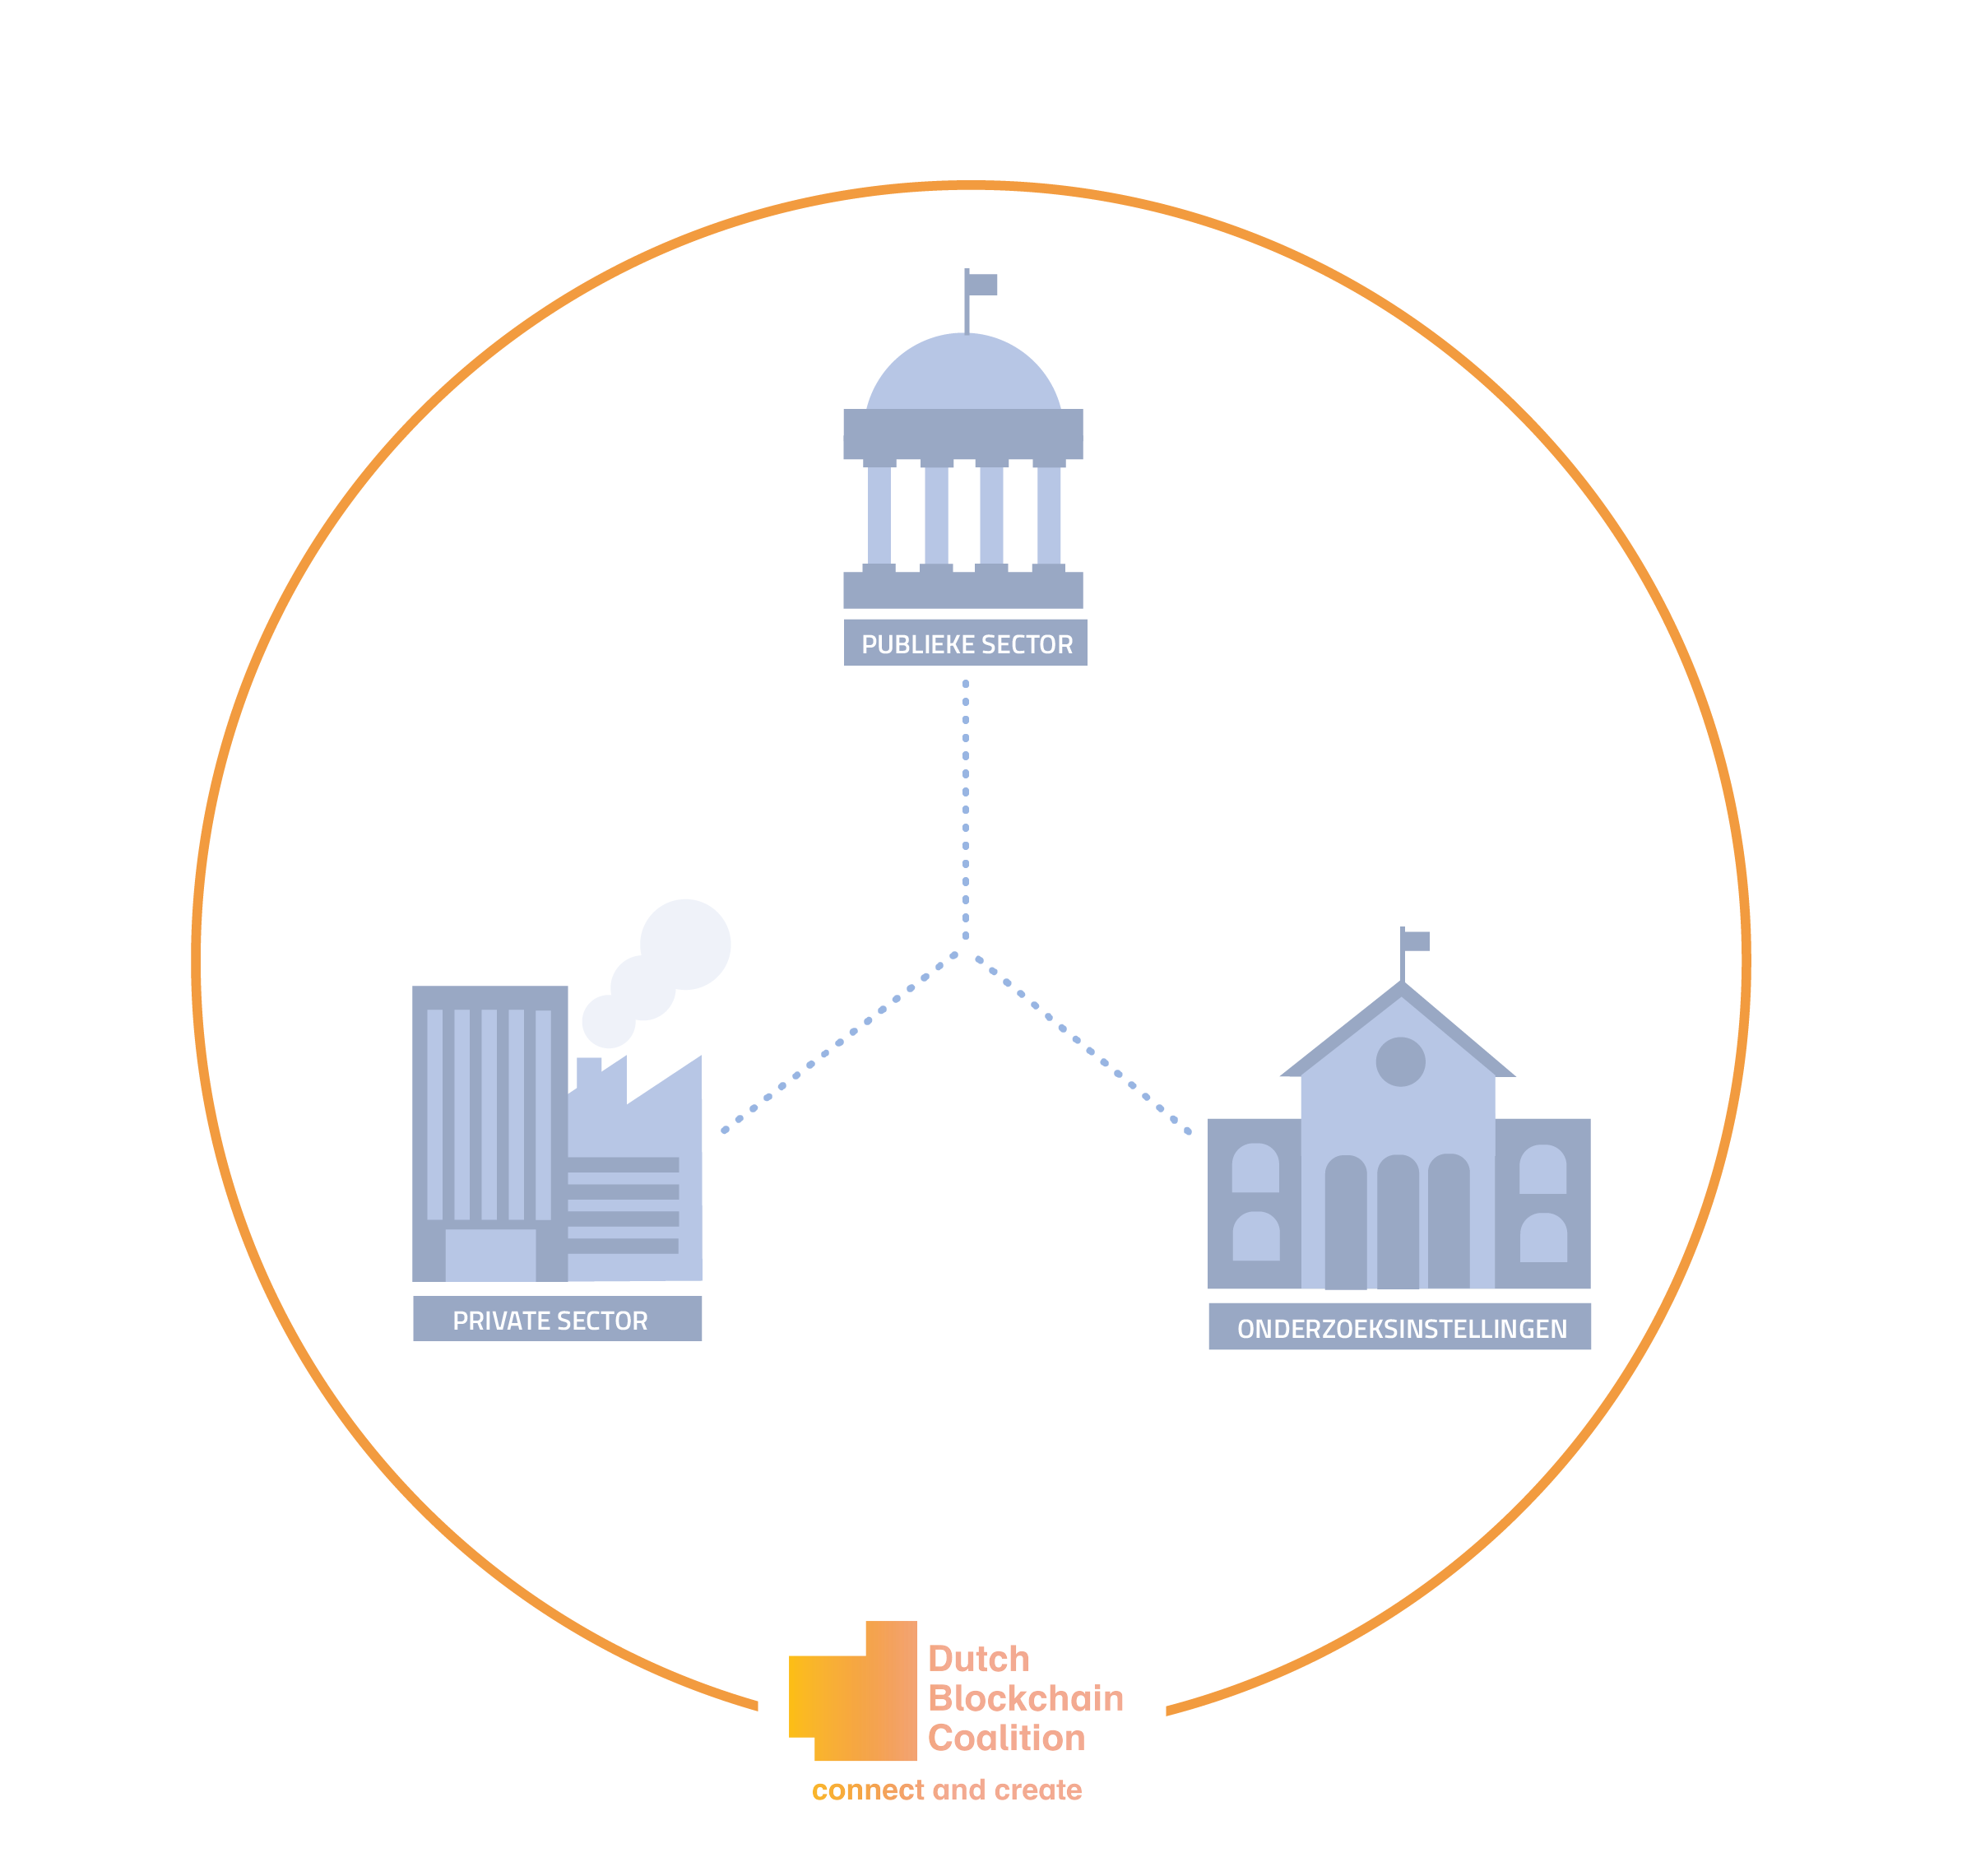 PUBLIEKE SECTOR
PRIVATE SECTOR
ONDERZOEKSINSTELLINGEN
Dutch
Blockchain
Coalition
connect and create